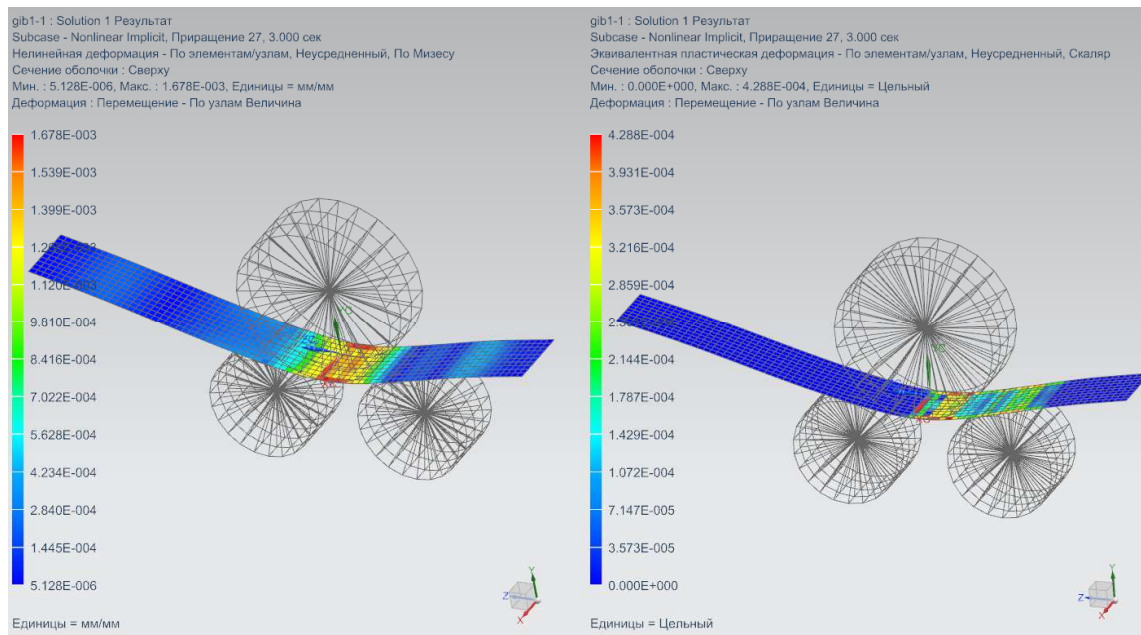 gib1-1 : Solution 1 Результат
Subcase - Nonlinear Implicit, Приращение 27, 3.000 сек
Нелинейная деформация - По элементам/узлам, Неусредненный, По Мизесу
Сечение оболочки : Сверху
Мин. : 5.128E-006, Макс. : 1.678E-003, Единицы = мм/мм
Деформация : Перемещение - По узлам Величина
1.678E-003
1.539E-003
1.399E-003
1.120E-003
9.810E-004
8.416E-004
7.022E-004
5.628E-004
4.234E-004
2.840E-004
1.445E-004
5.128E-006
Единицы = мм/мм
Y
Z
X
gib1-1 : Solution 1 Результат
Subcase - Nonlinear Implicit, Приращение 27, 3.000 сек
Эквивалентная пластическая деформация - По элементам/узлам, Неусредненный, Скаляр
Сечение оболочки : Сверху
Мин. : 0.000E+000, Макс. : 4.288E-004, Единицы = Цельный
Деформация : Перемещение - По узлам Величина
4.288E-004
3.931E-004
3.573E-004
3.216E-004
2.859E-004
2.144E-004
1.787E-004
1.429E-004
1.072E-004
7.147E-005
3.573E-005
0.000E+000
Единицы = Цельный
Y
Z
X